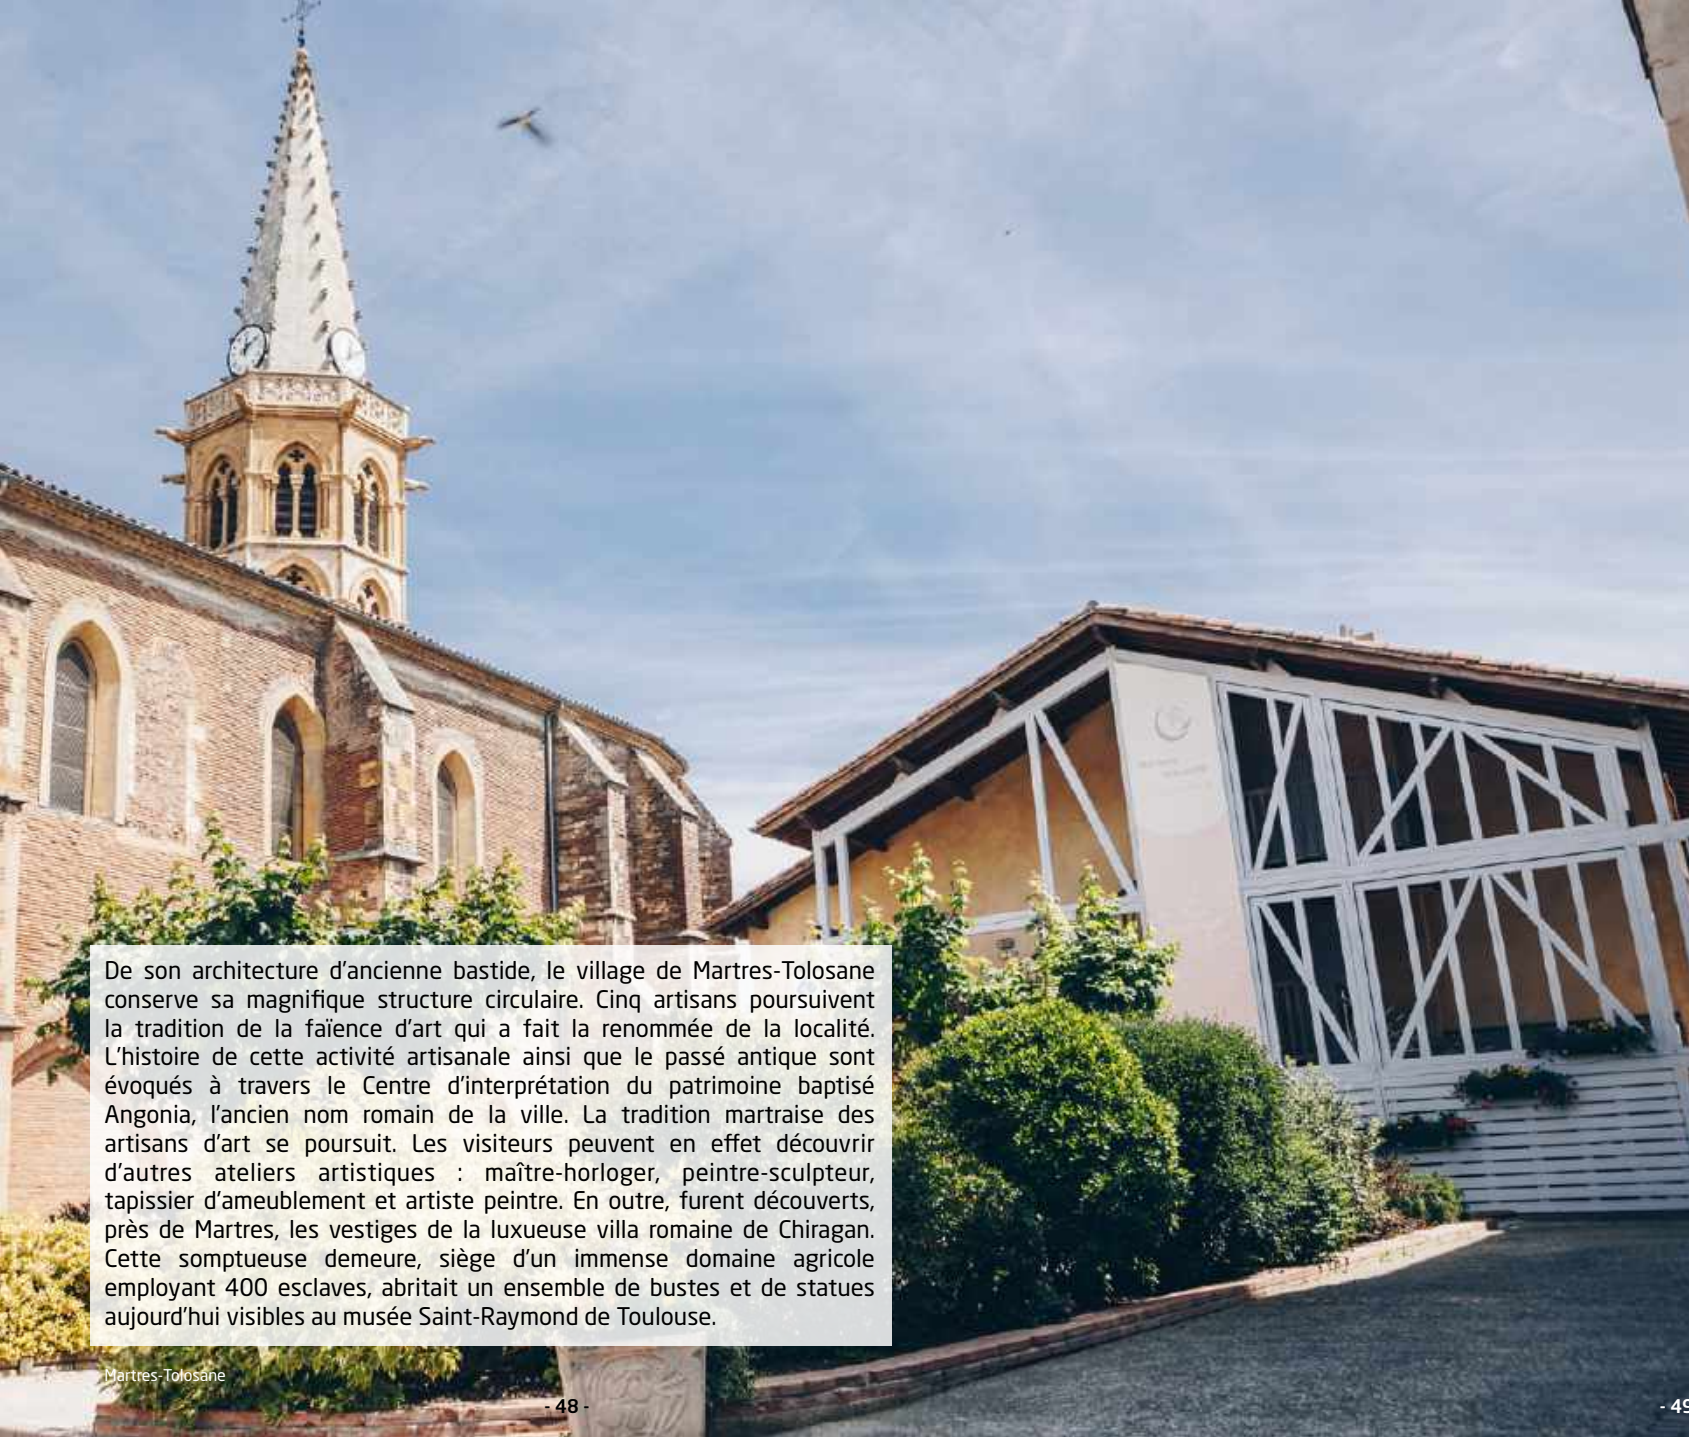 De son architecture d'ancienne bastide, le village de Martres-Tolosane
conserve sa magnifique structure circulaire. Cinq artisans poursuivent
la tradition de la faïence d'art qui a fait la renommée de la localité.
L'histoire de cette activité artisanale ainsi que le passé antique sont
évoqués à travers le Centre d'interprétation du patrimoine baptisé
Angonia, l'ancien nom romain de la ville. La tradition martraise des
artisans d'art se poursuit. Les visiteurs peuvent en effet découvrir
d'autres ateliers artistiques : maître-horloger, peintre-sculpteur,
tapissier d'ameublement et artiste peintre. En outre, furent découverts,
près de Martres, les vestiges de la luxueuse villa romaine de Chiragan.
Cette somptueuse demeure, siège d'un immense domaine agricole
employant 400 esclaves, abritait un ensemble de bustes et de statues
aujourd'hui visibles au musée Saint-Raymond de Toulouse.
Martres-Tolosane
- 48 -
- 49